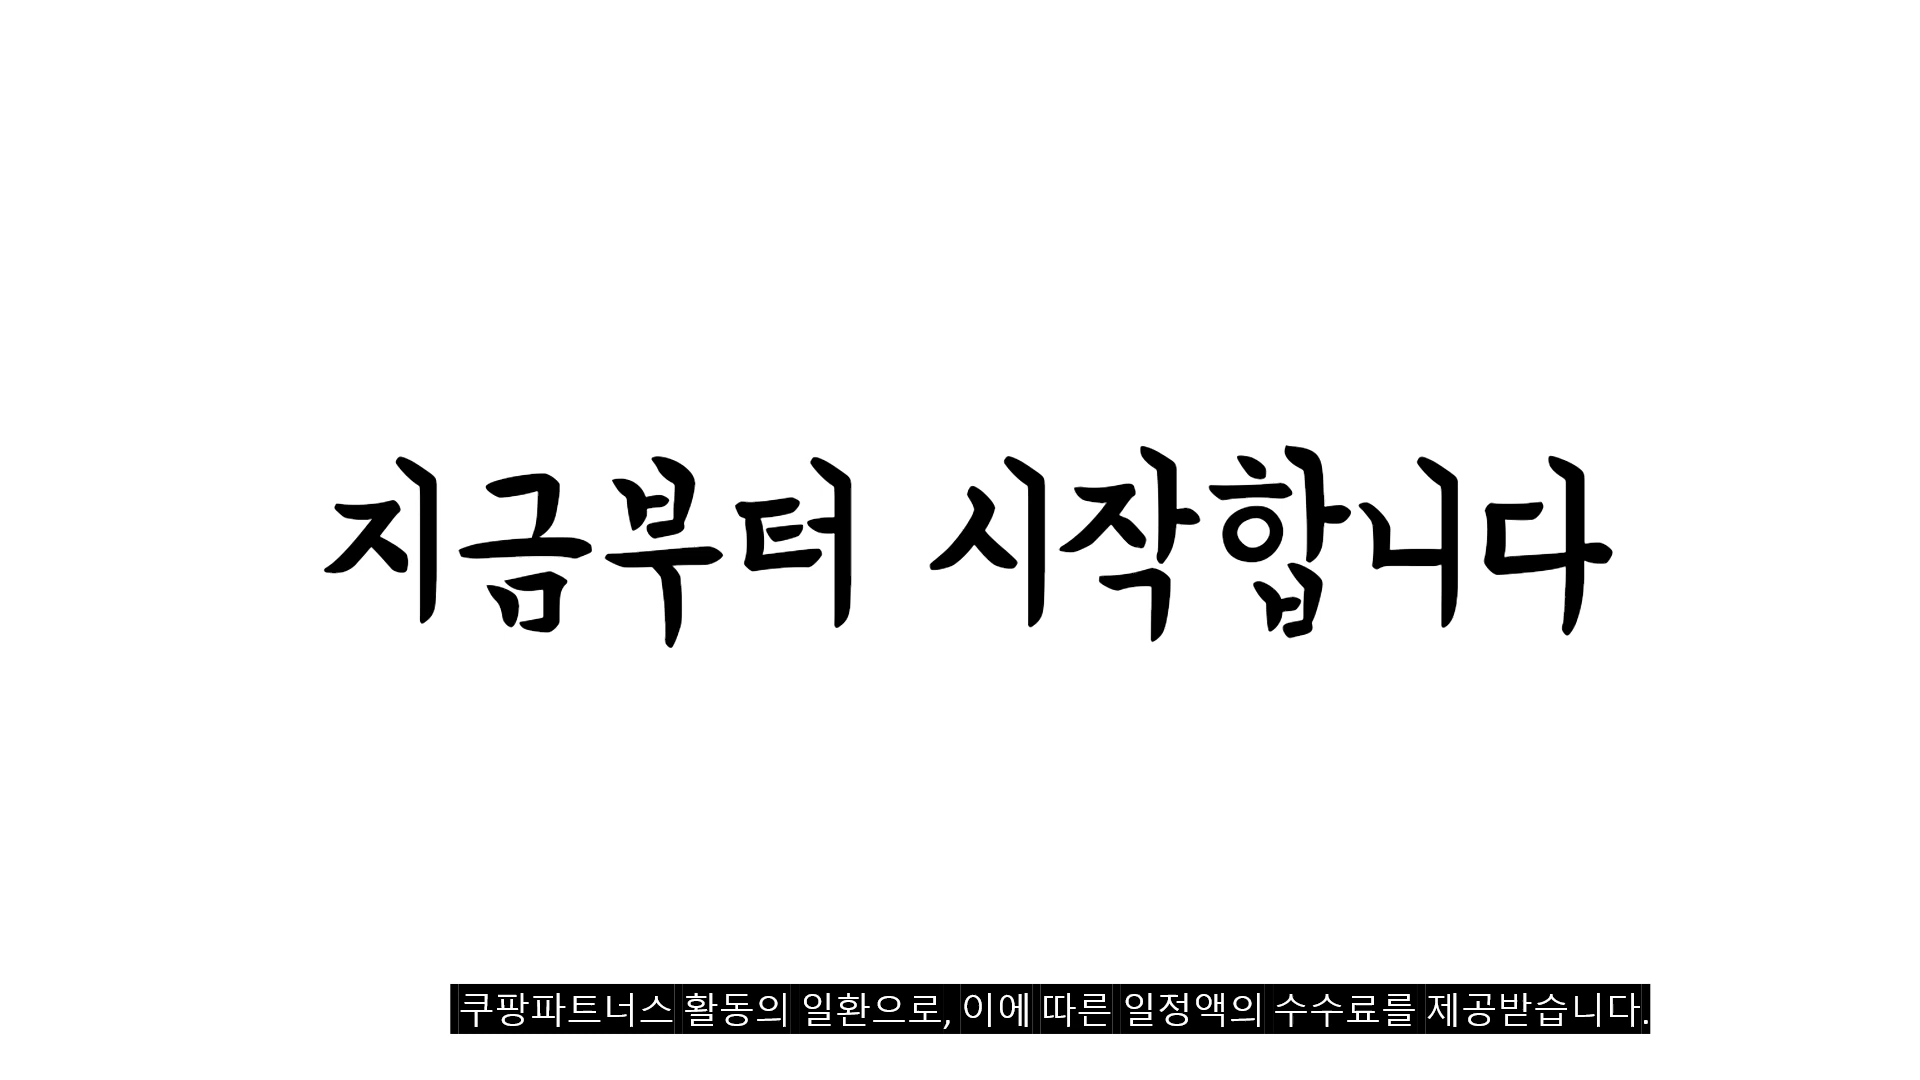 지금부터 시작합니다
쿠팡파트너스 활동의 일환으로, 이에 따른 일정액의 수수료를 제공받습니다.